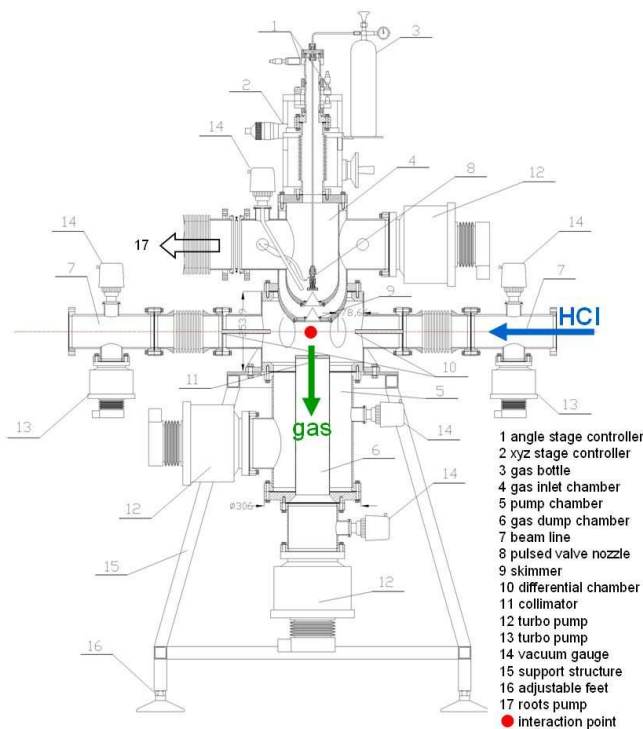 1
3
2
14
4
8
12
14
17
14
7
7
9
HCl
11
10
5
13
13
gas
14
6
14
12
Ø306
12
15
16
1 angle stage controller
2 xyz stage controller
3 gas bottle
4 gas inlet chamber
5 pump chamber
6 gas dump chamber
7 beam line
8 pulsed valve nozzle
9 skimmer
10 differential chamber
11 collimator
12 turbo pump
13 turbo pump
14 vacuum gauge
15 support structure
16 adjustable feet
17 roots pump
interaction point